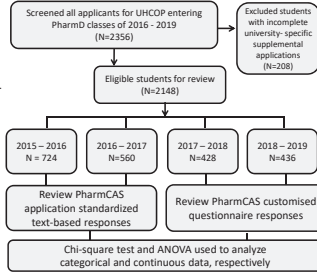 Screened all applicants for UHCOP entering
PharmD classes of 2016 - 2019
(N=2356)
Excluded students
with incomplete
university- specific
supplemental
applications
(N=208)
Eligible students for review
(N=2148)
2015 – 2016
N = 724
2016 – 2017
N=560
2017 – 2018
N=428
2018 – 2019
N=436
Review PharmCAS
application standardized
text-based responses
Review PharmCAS customised
questionnaire responses
Chi-square test and ANOVA used to analyze
categorical and continuous data, respectively